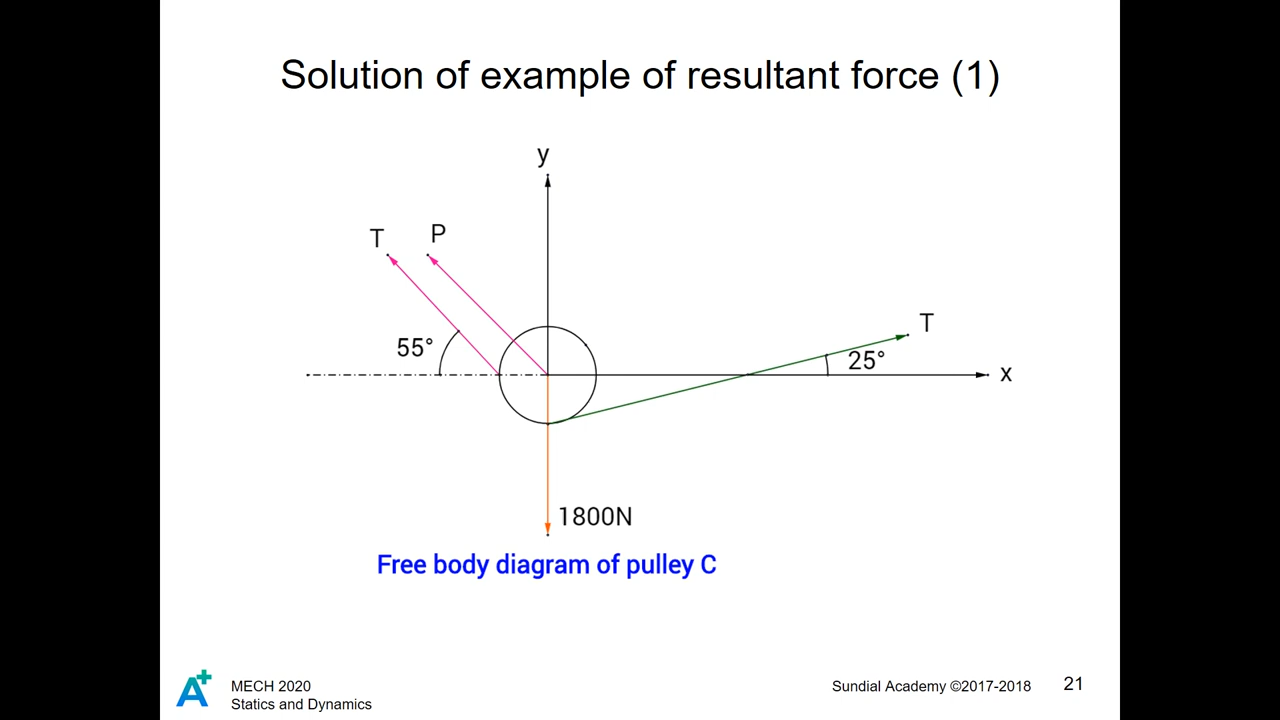 Solution of example of resultant force (1)
y
T
P
T
55°
25°
x
1800N
Free body diagram of pulley C
A+
MECH 2020
Statics and Dynamics
Sundial Academy ©2017-2018
21